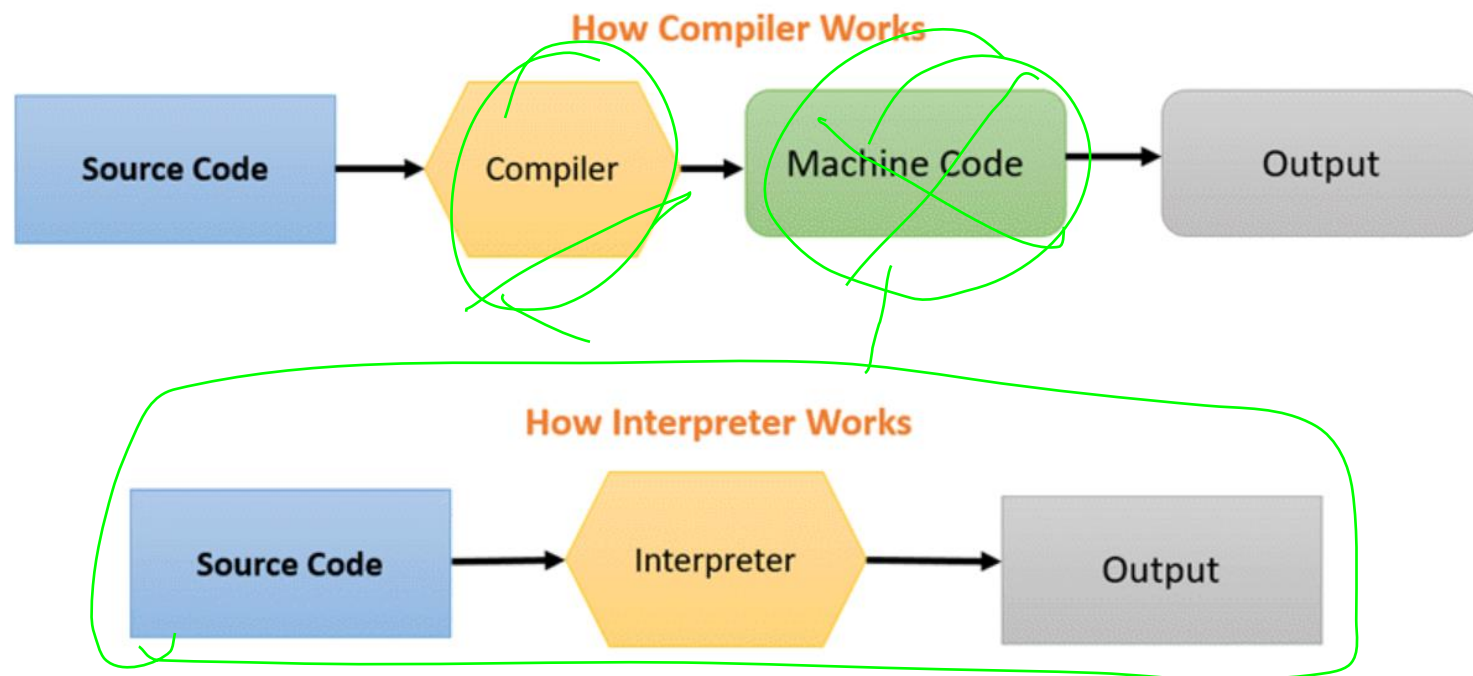 How Compiler Works
Source Code
Compiler
Machine Code
Output
How Interpreter Works
Source Code
Interpreter
Output